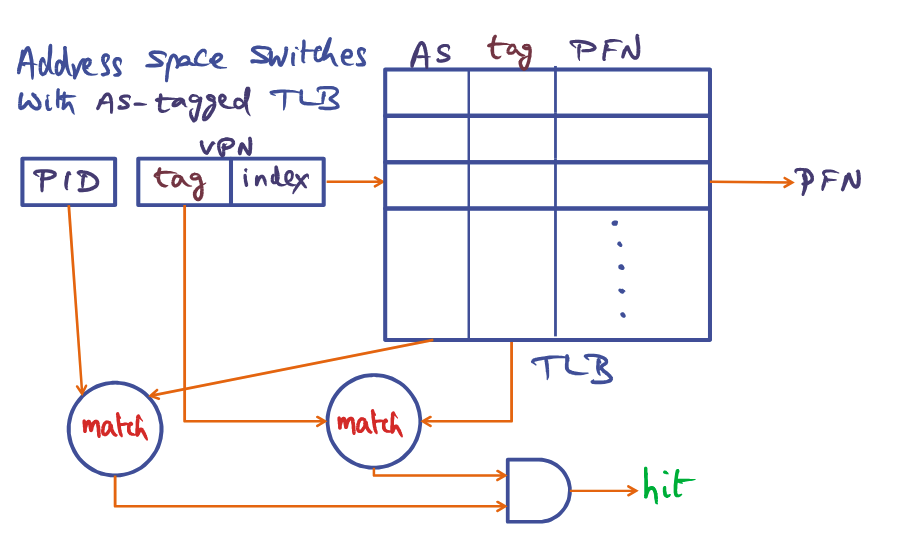 Address space switches
With AS-tagged TLB
AS tag PFN
VPN
PID tag index
PFN
TLB
match match
hit